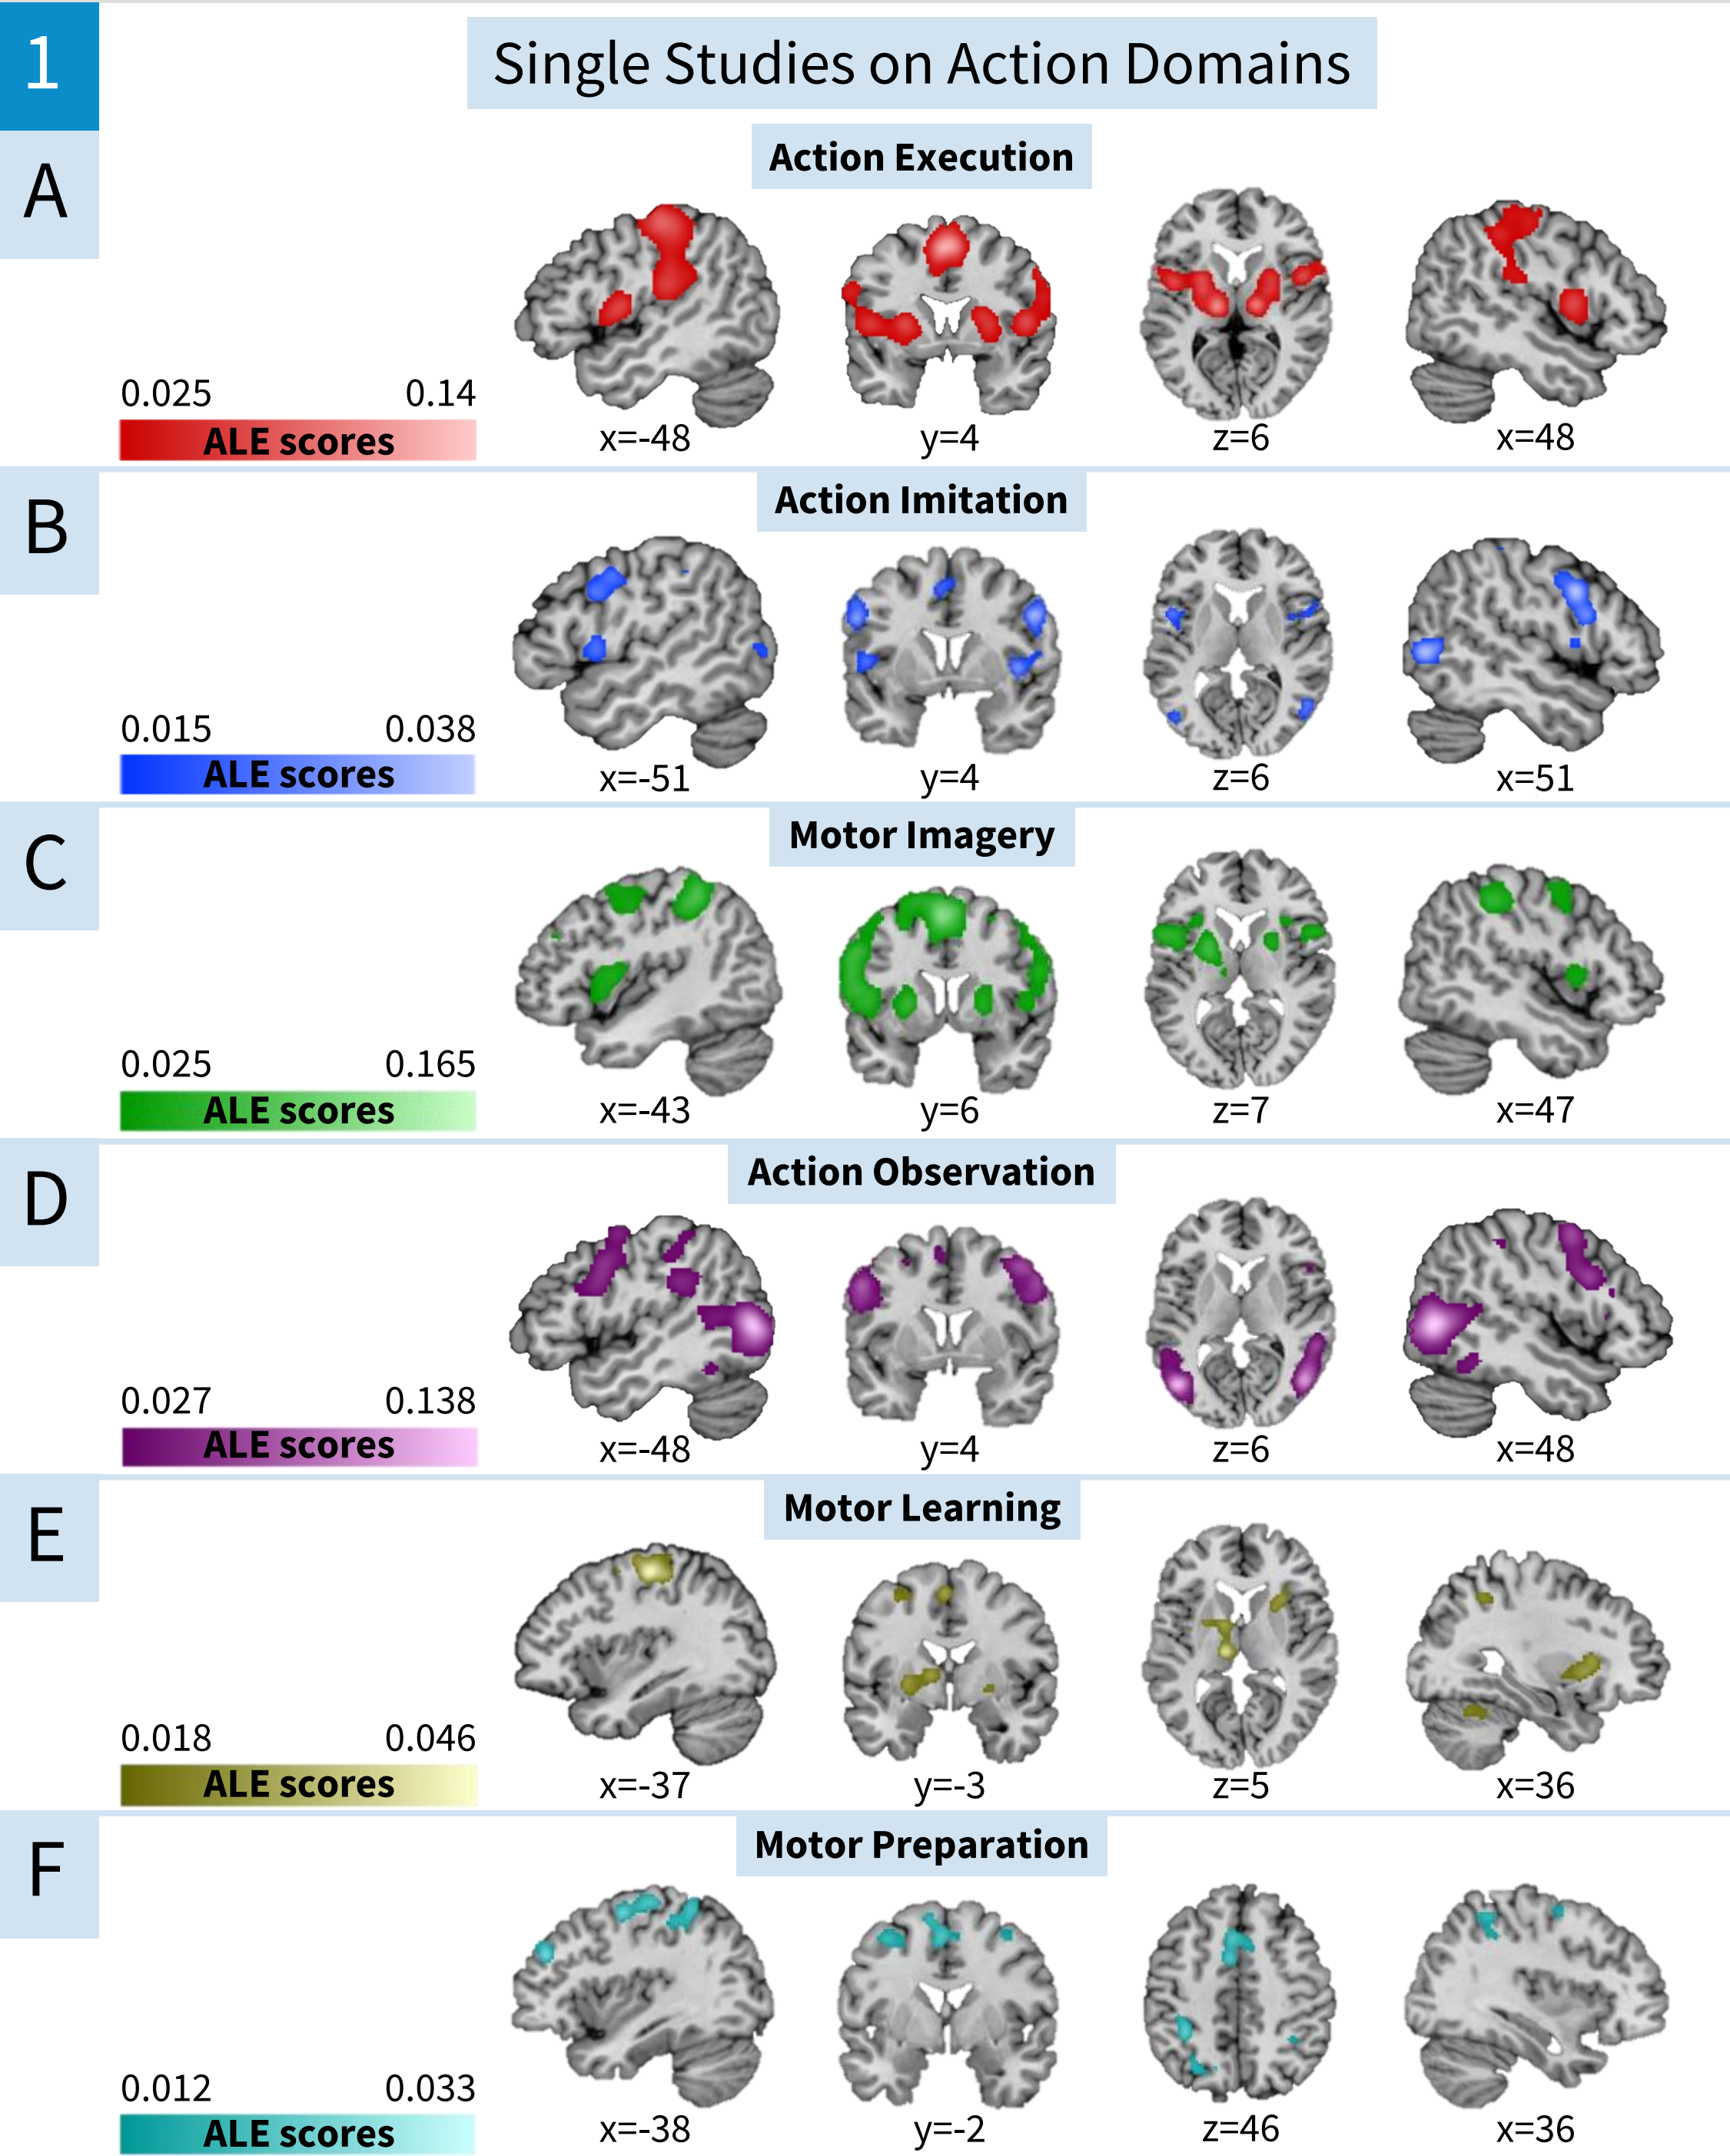 1
Single Studies on Action Domains
A
Action Execution
0.025 0.14
ALE scores
x=-48 y=4 z=6 x=48
B
Action Imitation
0.015 0.038
ALE scores
x=-51 y=4 z=6 x=51
C
Motor Imagery
0.025 0.165
ALE scores
x=-43 y=6 z=7 x=47
D
Action Observation
0.027 0.138
ALE scores
x=-48 y=4 z=6 x=48
E
Motor Learning
0.018 0.046
ALE scores
x=-37 y=-3 z=5 x=36
F
Motor Preparation
0.012 0.033
ALE scores
x=-38 y=-2 z=46 x=36